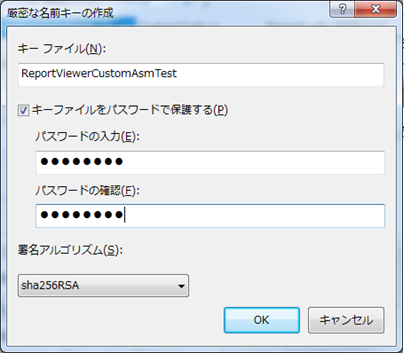 厳密な名前キーの作成
キー ファイル(N):
ReportViewerCustomAsmTest
キーファイルをパスワードで保護する(P)
パスワードの入力(E):
●●●●●●●●
パスワードの確認(F):
●●●●●●●●
署名アルゴリズム(S):
sha256RSA
OK
キャンセル